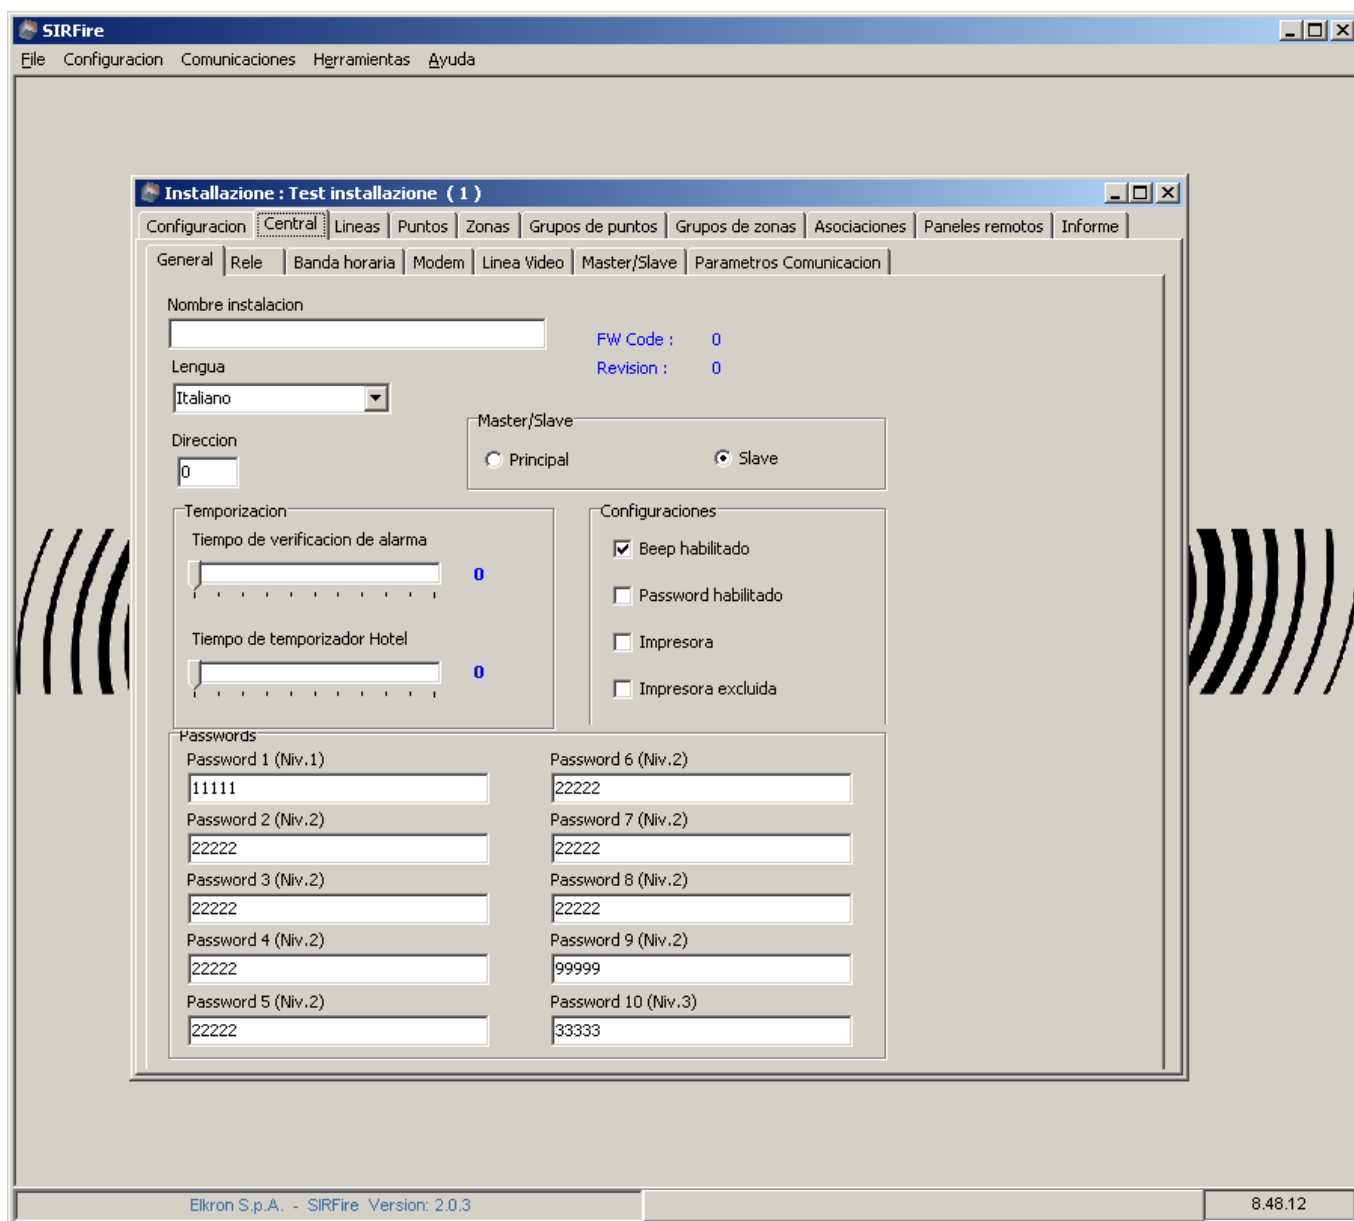 SIRFire
File Configuracion Comunicaciones Herramientas Ayuda
Installazione : Test installazione ( 1 )
Configuracion Central Lineas Puntos Zonas Grupos de puntos Grupos de zonas Asociaciones Paneles remotos Informe
General Rele Banda horaria Modem Linea Video Master/Slave Parametros Comunicacion
Nombre instalacion
FW Code : 0
Lengua
Revision : 0
Italiano
Master/Slave
Direccion
Principal Slave
0
Temporizacion
Configuraciones
Tiempo de verificacion de alarma
Beep habilitado
0
Password habilitado
Tiempo de temporizador Hotel
Impresora
0
Impresora excluida
Passwords
Password 1 (Niv.1) Password 6 (Niv.2)
11111 22222
Password 2 (Niv.2) Password 7 (Niv.2)
22222 22222
Password 3 (Niv.2) Password 8 (Niv.2)
22222 22222
Password 4 (Niv.2) Password 9 (Niv.2)
22222 99999
Password 5 (Niv.2) Password 10 (Niv.3)
22222 33333
Elkron S.p.A. - SIRFire Version: 2.0.3 8.48.12